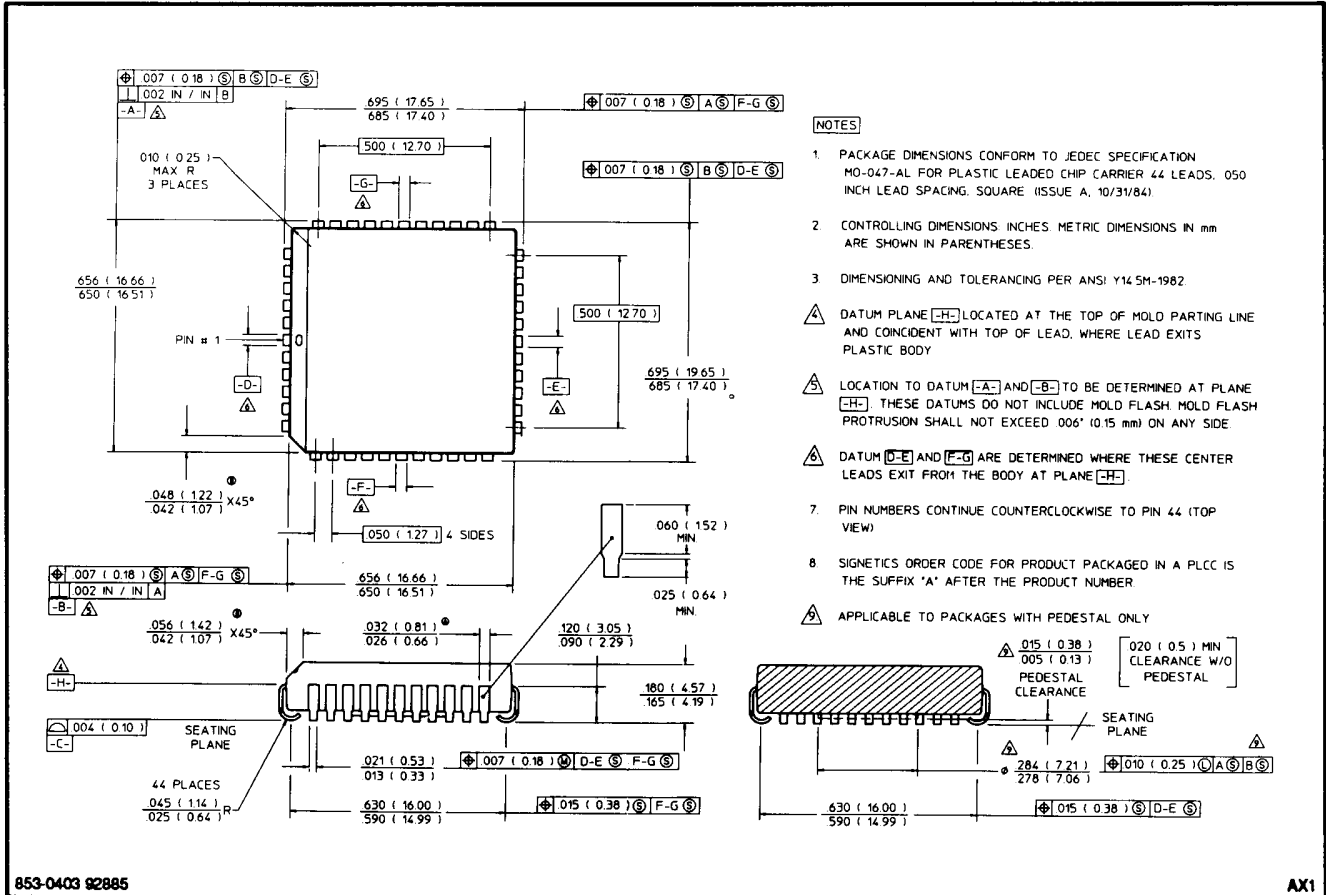 ⌖ .007 ( 0.18 ) Ⓢ B Ⓢ D-E Ⓢ
⊥ .002 IN / IN B
-A- 5
.695 ( 17.65 )
.685 ( 17.40 )
⌖ .007 ( 0.18 ) Ⓢ A Ⓢ F-G Ⓢ
.500 ( 12.70 )
.010 ( 0.25 )
MAX R
3 PLACES
-G-
6
⌖ .007 ( 0.18 ) Ⓢ B Ⓢ D-E Ⓢ
.656 ( 16.66 )
.650 ( 16.51 )
.500 ( 12.70 )
PIN # 1
-D-
6
-E-
6
.695 ( 19.65 )
.685 ( 17.40 )
.048 ( 1.22 )
.042 ( 1.07 )
X45°
-F-
6
.050 ( 1.27 ) 4 SIDES
.060 ( 1.52 )
MIN.
.025 ( 0.64 )
MIN.
⌖ .007 ( 0.18 ) Ⓢ A Ⓢ F-G Ⓢ
⊥ .002 IN / IN A
-B- 5
.656 ( 16.66 )
.650 ( 16.51 )
.056 ( 1.42 )
.042 ( 1.07 )
X45°
.032 ( 0.81 )
.026 ( 0.66 )
.120 ( 3.05 )
.090 ( 2.29 )
4
-H-
.180 ( 4.57 )
.165 ( 4.19 )
⌓ .004 ( 0.10 )
-C-
SEATING
PLANE
.021 ( 0.53 )
.013 ( 0.33 )
⌖ .007 ( 0.18 ) Ⓜ D-E Ⓢ F-G Ⓢ
44 PLACES
.045 ( 1.14 )
.025 ( 0.64 )
R
.630 ( 16.00 )
.590 ( 14.99 )
⌖ .015 ( 0.38 ) Ⓢ F-G Ⓢ
NOTES
1. PACKAGE DIMENSIONS CONFORM TO JEDEC SPECIFICATION
MO-047-AL FOR PLASTIC LEADED CHIP CARRIER 44 LEADS, .050
INCH LEAD SPACING, SQUARE (ISSUE A, 10/31/84).
2. CONTROLLING DIMENSIONS: INCHES. METRIC DIMENSIONS IN mm
ARE SHOWN IN PARENTHESES.
3. DIMENSIONING AND TOLERANCING PER ANSI Y14.5M-1982.
4 DATUM PLANE -H- LOCATED AT THE TOP OF MOLD PARTING LINE
AND COINCIDENT WITH TOP OF LEAD, WHERE LEAD EXITS
PLASTIC BODY
5 LOCATION TO DATUM -A- AND -B- TO BE DETERMINED AT PLANE
-H-. THESE DATUMS DO NOT INCLUDE MOLD FLASH. MOLD FLASH
PROTRUSION SHALL NOT EXCEED .006" (0.15 mm) ON ANY SIDE.
6 DATUM D-E AND F-G ARE DETERMINED WHERE THESE CENTER
LEADS EXIT FROM THE BODY AT PLANE -H-.
7. PIN NUMBERS CONTINUE COUNTERCLOCKWISE TO PIN 44 (TOP
VIEW)
8. SIGNETICS ORDER CODE FOR PRODUCT PACKAGED IN A PLCC IS
THE SUFFIX "A" AFTER THE PRODUCT NUMBER.
9 APPLICABLE TO PACKAGES WITH PEDESTAL ONLY
9 .015 ( 0.38 )
.005 ( 0.13 )
PEDESTAL
CLEARANCE
.020 ( 0.5 ) MIN
CLEARANCE W/O
PEDESTAL
SEATING
PLANE
9
ø .284 ( 7.21 )
.278 ( 7.06 )
9
⌖ .010 ( 0.25 ) Ⓛ A Ⓢ B Ⓢ
.630 ( 16.00 )
.590 ( 14.99 )
⌖ .015 ( 0.38 ) Ⓢ D-E Ⓢ
853-0403 92885
AX1